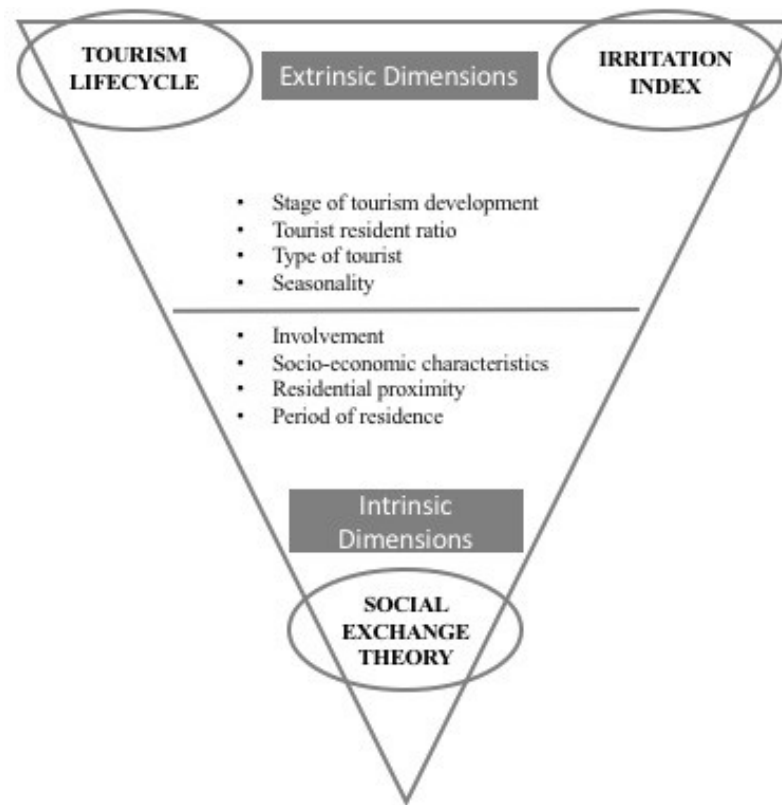 TOURISM
LIFECYCLE
Extrinsic Dimensions
IRRITATION
INDEX
• Stage of tourism development
• Tourist resident ratio
• Type of tourist
• Seasonality
• Involvement
• Socio-economic characteristics
• Residential proximity
• Period of residence
Intrinsic
Dimensions
SOCIAL
EXCHANGE
THEORY